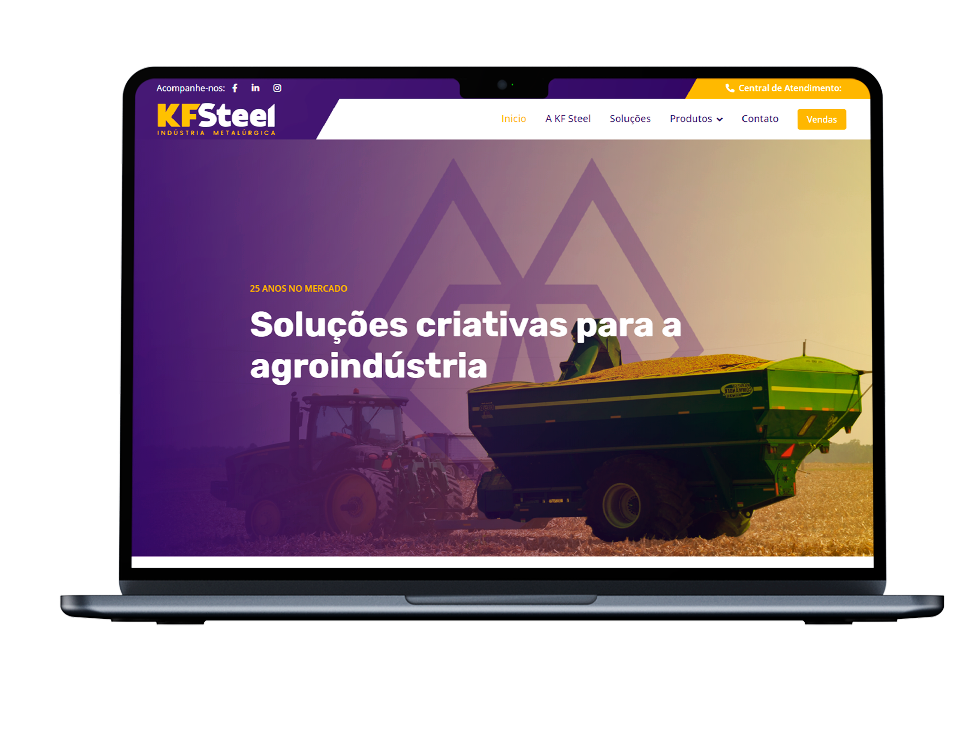 Acompanhe-nos:
Central de Atendimento:
KFSteel
INDÚSTRIA METALÚRGICA
Início
A KF Steel
Soluções
Produtos
Contato
Vendas
25 ANOS NO MERCADO
Soluções criativas para a
agroindústria